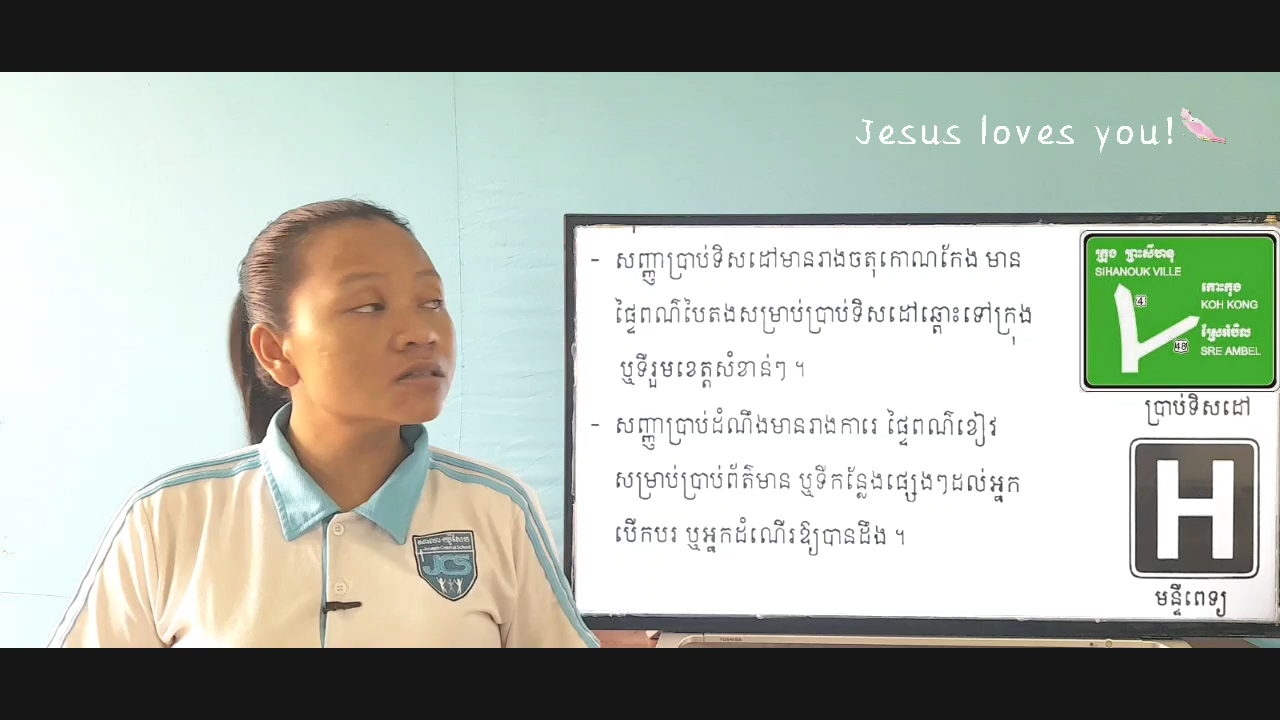 Jesus loves you!
- សញ្ញាប្រាប់ទិសដៅមានរាងចតុកោណកែង មាន
ផ្ទៃពណ៌បៃតងសម្រាប់ប្រាប់ទិសដៅឆ្ពោះទៅក្រុង
ឬទីរួមខេត្តសំខាន់ៗ ។
- សញ្ញាប្រាប់ដំណឹងមានរាងការេ ផ្ទៃពណ៌ខៀវ
សម្រាប់ប្រាប់ព័ត៌មាន ឬទីកន្លែងផ្សេងៗដល់អ្នក
បើកបរ ឬអ្នកដំណើរឱ្យបានដឹង ។
ក្រុង ព្រះសីហនុ
SIHANOUK VILLE
4
កោះកុង
KOH KONG
ស្រែអំបិល
48
SRE AMBEL
ប្រាប់ទិសដៅ
H
មន្ទីពេទ្យ
JCS
TOSHIBA